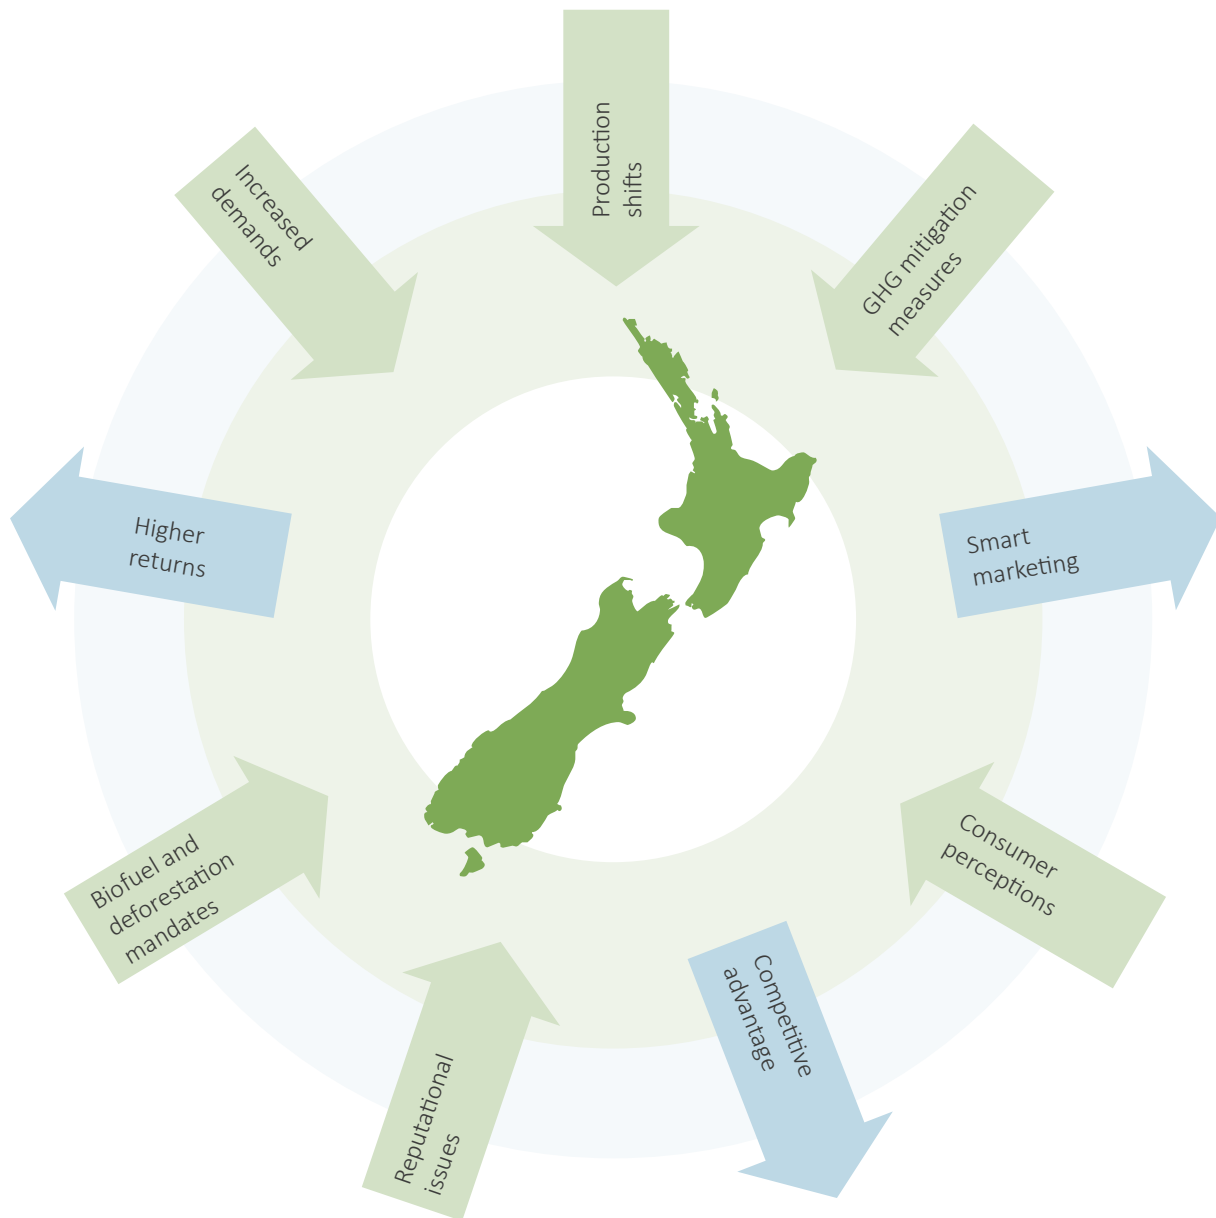 Production
shifts
Increased
demands
GHG mitigation
measures
Higher
returns
Smart
marketing
Biofuel and
deforestation
mandates
Consumer
perceptions
Reputational
issues
Competitive
advantage